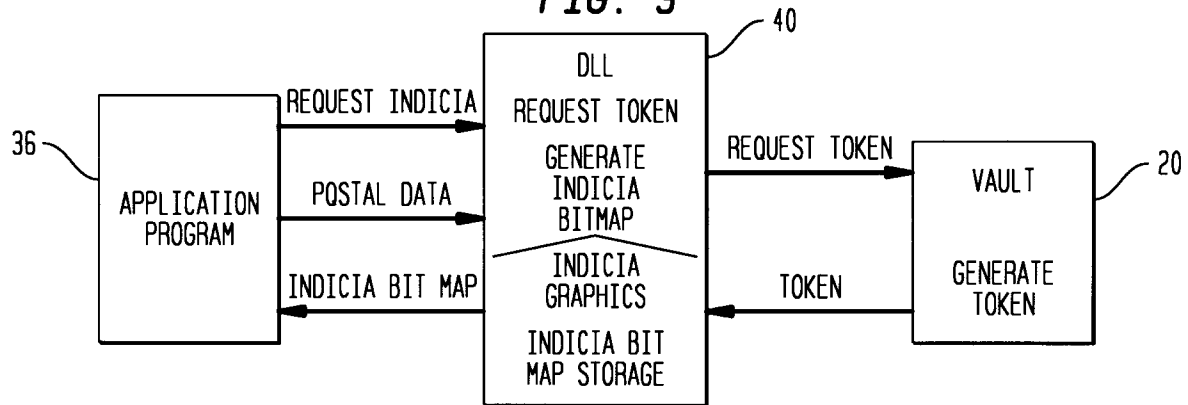 FIG. 3
40
DLL
REQUEST INDICIA
REQUEST TOKEN
36
REQUEST TOKEN
GENERATE
INDICIA
BITMAP
VAULT
20
APPLICATION
PROGRAM
POSTAL DATA
INDICIA
GRAPHICS
INDICIA BIT MAP
TOKEN
GENERATE
TOKEN
INDICIA BIT
MAP STORAGE